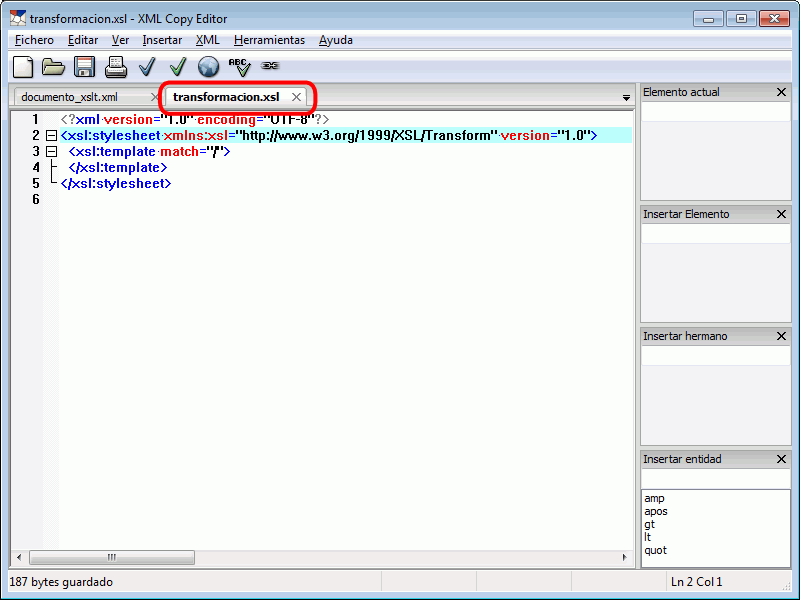 transformacion.xsl - XML Copy Editor
Fichero Editar Ver Insertar XML Herramientas Ayuda
ABC
documento_xslt.xml transformacion.xsl
1 <?xml version="1.0" encoding="UTF-8"?>
2 <xsl:stylesheet xmlns:xsl="http://www.w3.org/1999/XSL/Transform" version="1.0">
3 <xsl:template match="/">
4 </xsl:template>
5 </xsl:stylesheet>
6
Elemento actual
Insertar Elemento
Insertar hermano
Insertar entidad
amp
apos
gt
lt
quot
187 bytes guardado
Ln 2 Col 1